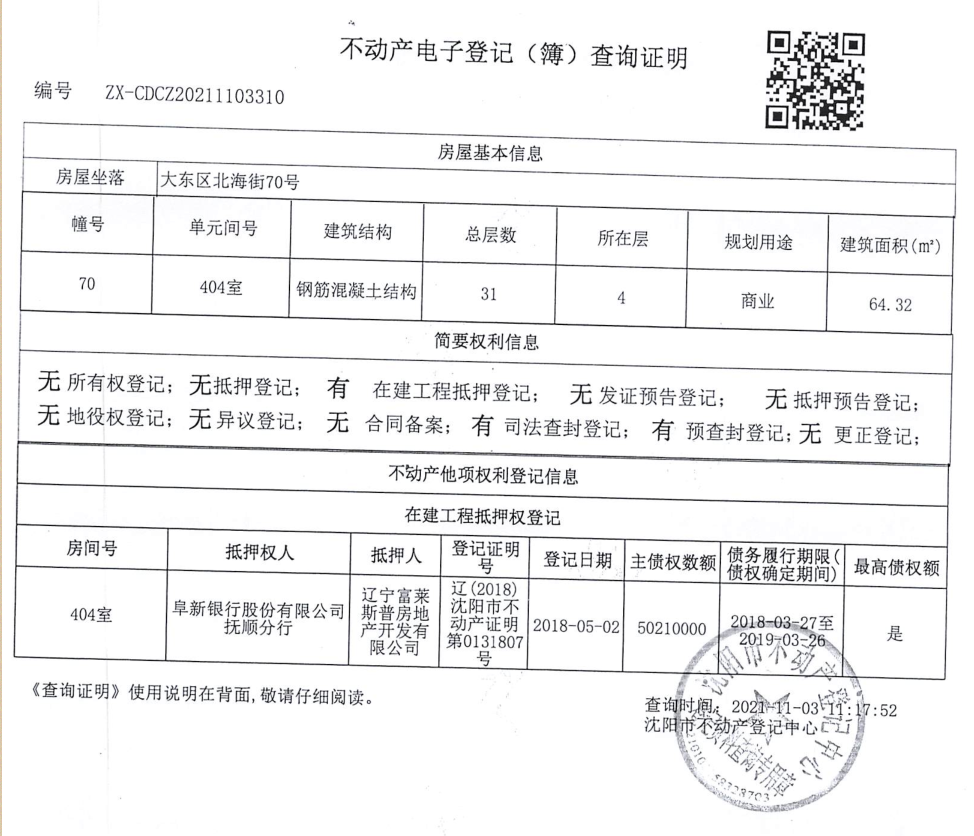 不动产电子登记（簿）查询证明
编号 ZX-CDCZ20211103310
房屋基本信息
房屋坐落 大东区北海街70号
幢号 单元间号 建筑结构 总层数 所在层 规划用途 建筑面积(㎡)
70 404室 钢筋混凝土结构 31 4 商业 64.32
简要权利信息
无 所有权登记； 无抵押登记； 有 在建工程抵押登记； 无 发证预告登记； 无 抵押预告登记；
无 地役权登记； 无 异议登记； 无 合同备案； 有 司法查封登记； 有 预查封登记； 无 更正登记；
不动产他项权利登记信息
在建工程抵押权登记
房间号 抵押权人 抵押人 登记证明号 登记日期 主债权数额 债务履行期限(债权确定期间) 最高债权额
404室 阜新银行股份有限公司抚顺分行 辽宁富莱斯普房地产开发有限公司 辽(2018)沈阳市不动产证明第0131807号 2018-05-02 50210000 2018-03-27至2019-03-26 是
《查询证明》使用说明在背面,敬请仔细阅读。
查询时间：2021-11-03 11:17:52
沈阳市不动产登记中心
沈阳市不动产登记中心